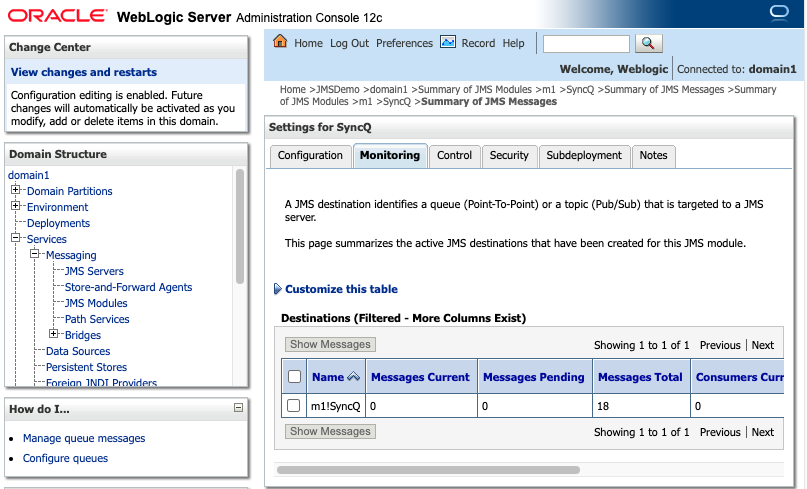 ORACLE® WebLogic Server Administration Console 12c
Change Center
View changes and restarts
Configuration editing is enabled. Future
changes will automatically be activated as you
modify, add or delete items in this domain.
Domain Structure
domain1
Domain Partitions
Environment
Deployments
Services
Messaging
JMS Servers
Store-and-Forward Agents
JMS Modules
Path Services
Bridges
Data Sources
Persistent Stores
Foreign JNDI Providers
How do I...
Manage queue messages
Configure queues
Home Log Out Preferences Record Help
Welcome, Weblogic Connected to: domain1
Home >JMSDemo >domain1 >Summary of JMS Modules >m1 >SyncQ >Summary of JMS Messages >Summary
of JMS Modules >m1 >SyncQ >Summary of JMS Messages
Settings for SyncQ
Configuration Monitoring Control Security Subdeployment Notes
A JMS destination identifies a queue (Point-To-Point) or a topic (Pub/Sub) that is targeted to a JMS
server.
This page summarizes the active JMS destinations that have been created for this JMS module.
Customize this table
Destinations (Filtered - More Columns Exist)
Show Messages Showing 1 to 1 of 1 Previous | Next
Name Messages Current Messages Pending Messages Total Consumers Curr
m1!SyncQ 0 0 18 0
Show Messages Showing 1 to 1 of 1 Previous | Next